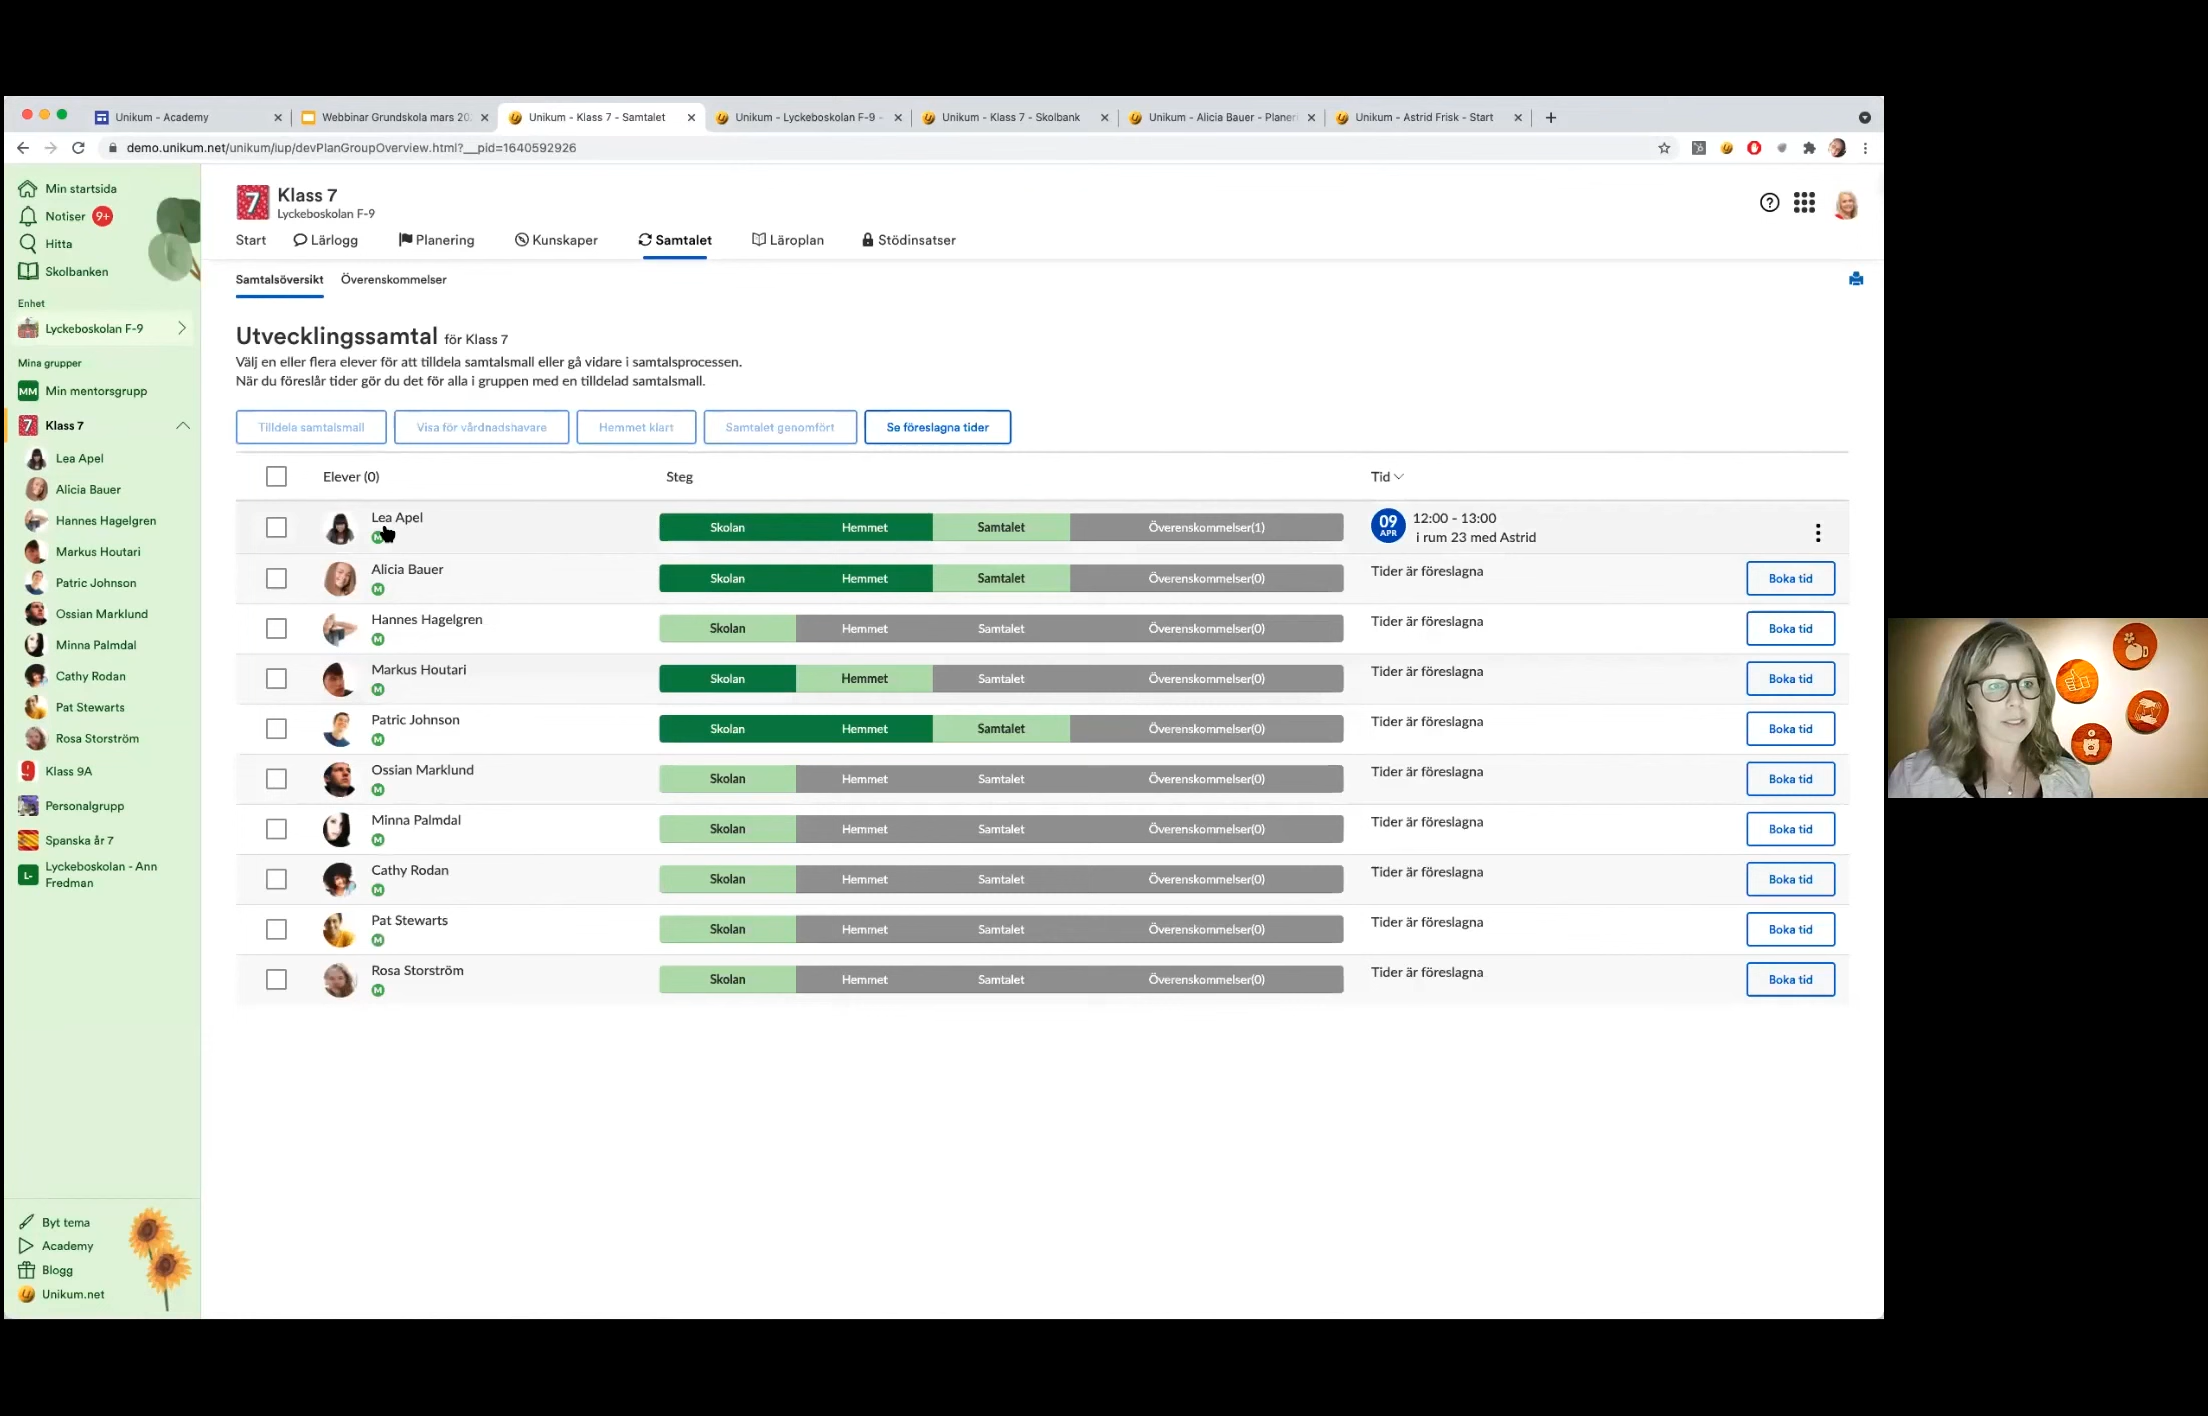 Unikum - Academy
Webbinar Grundskola mars 20
Unikum - Klass 7 - Samtalet
Unikum - Lyckeboskolan F-9 -
Unikum - Klass 7 - Skolbank
Unikum - Alicia Bauer - Planer
Unikum - Astrid Frisk - Start
demo.unikum.net/unikum/iup/devPlanGroupOverview.html?__pid=1640592926
Min startsida
Notiser 9+
Hitta
Skolbanken
Enhet
Lyckeboskolan F-9
Mina grupper
MM Min mentorsgrupp
7 Klass 7
Lea Apel
Alicia Bauer
Hannes Hagelgren
Markus Houtari
Patric Johnson
Ossian Marklund
Minna Palmdal
Cathy Rodan
Pat Stewarts
Rosa Storström
9 Klass 9A
Personalgrupp
Spanska år 7
L- Lyckeboskolan - Ann
Fredman
Byt tema
Academy
Blogg
Unikum.net
7 Klass 7
Lyckeboskolan F-9
Start Lärlogg Planering Kunskaper Samtalet Läroplan Stödinsatser
Samtalsöversikt Överenskommelser
Utvecklingssamtal för Klass 7
Välj en eller flera elever för att tilldela samtalsmall eller gå vidare i samtalsprocessen.
När du föreslår tider gör du det för alla i gruppen med en tilldelad samtalsmall.
Tilldela samtalsmall Visa för vårdnadshavare Hemmet klart Samtalet genomfört Se föreslagna tider
Elever (0) Steg Tid
Lea Apel M Skolan Hemmet Samtalet Överenskommelser(1) 09 APR 12:00 - 13:00
i rum 23 med Astrid
Alicia Bauer M Skolan Hemmet Samtalet Överenskommelser(0) Tider är föreslagna Boka tid
Hannes Hagelgren M Skolan Hemmet Samtalet Överenskommelser(0) Tider är föreslagna Boka tid
Markus Houtari M Skolan Hemmet Samtalet Överenskommelser(0) Tider är föreslagna Boka tid
Patric Johnson M Skolan Hemmet Samtalet Överenskommelser(0) Tider är föreslagna Boka tid
Ossian Marklund M Skolan Hemmet Samtalet Överenskommelser(0) Tider är föreslagna Boka tid
Minna Palmdal M Skolan Hemmet Samtalet Överenskommelser(0) Tider är föreslagna Boka tid
Cathy Rodan M Skolan Hemmet Samtalet Överenskommelser(0) Tider är föreslagna Boka tid
Pat Stewarts M Skolan Hemmet Samtalet Överenskommelser(0) Tider är föreslagna Boka tid
Rosa Storström M Skolan Hemmet Samtalet Överenskommelser(0) Tider är föreslagna Boka tid